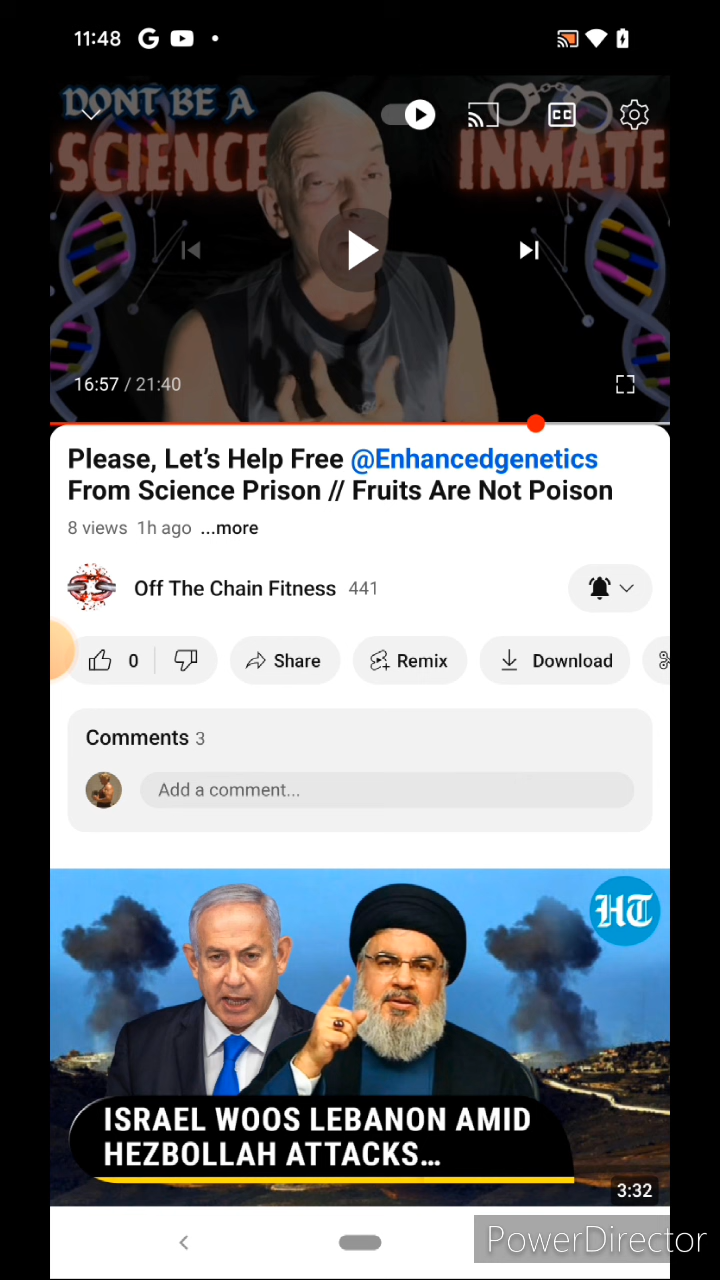 11:48
DONT BE A
SCIENCE INMATE
CC
16:57 / 21:40
Please, Let’s Help Free @Enhancedgenetics
From Science Prison // Fruits Are Not Poison
8 views 1h ago ...more
Off The Chain Fitness 441
0 Share Remix Download
Comments 3
Add a comment...
HT
ISRAEL WOOS LEBANON AMID
HEZBOLLAH ATTACKS...
3:32
PowerDirector